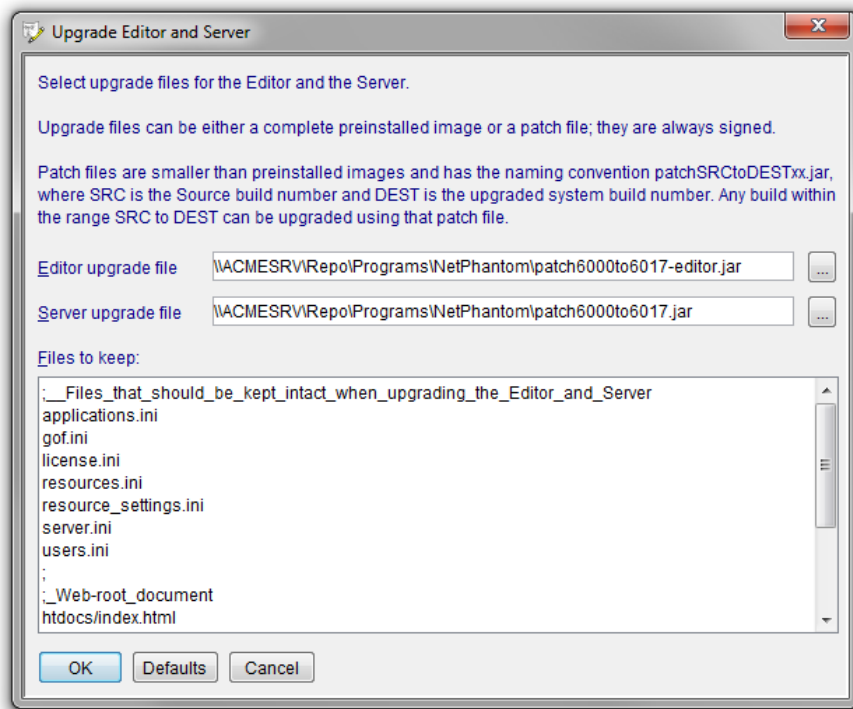 Upgrade Editor and Server
Select upgrade files for the Editor and the Server.
Upgrade files can be either a complete preinstalled image or a patch file; they are always signed.
Patch files are smaller than preinstalled images and has the naming convention patchSRCtoDESTxx.jar,
where SRC is the Source build number and DEST is the upgraded system build number. Any build within
the range SRC to DEST can be upgraded using that patch file.
Editor upgrade file \\ACMESRV\Repo\Programs\NetPhantom\patch6000to6017-editor.jar ...
Server upgrade file \\ACMESRV\Repo\Programs\NetPhantom\patch6000to6017.jar ...
Files to keep:
;__Files_that_should_be_kept_intact_when_upgrading_the_Editor_and_Server
applications.ini
gof.ini
license.ini
resources.ini
resource_settings.ini
server.ini
users.ini
;
;_Web-root_document
htdocs/index.html
OK Defaults Cancel